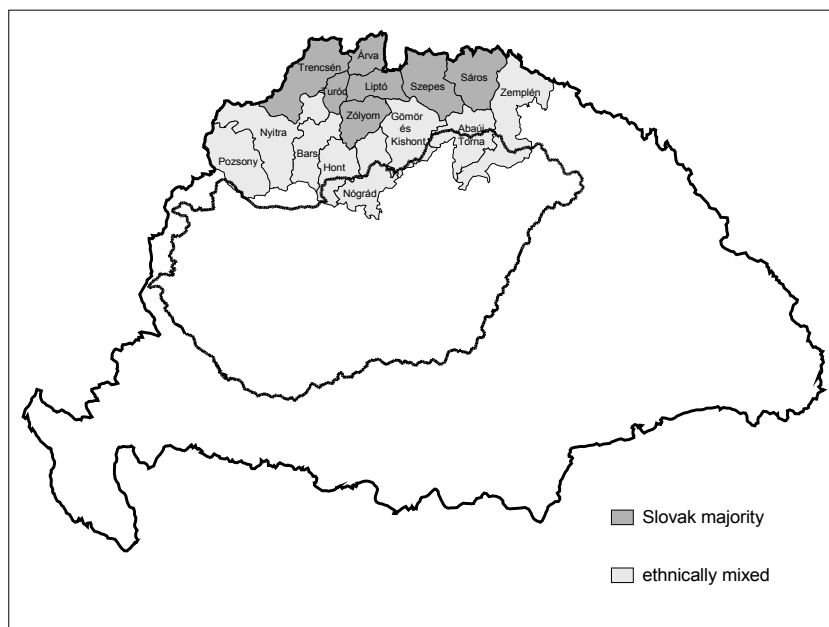 Árva
Trencsén
Turóc
Liptó
Szepes
Sáros
Zemplén
Zólyom
Gömör
és
Kishont
Nyitra
Bars
Abaúj
Torna
Pozsony
Hont
Nógrád
Slovak majority
ethnically mixed